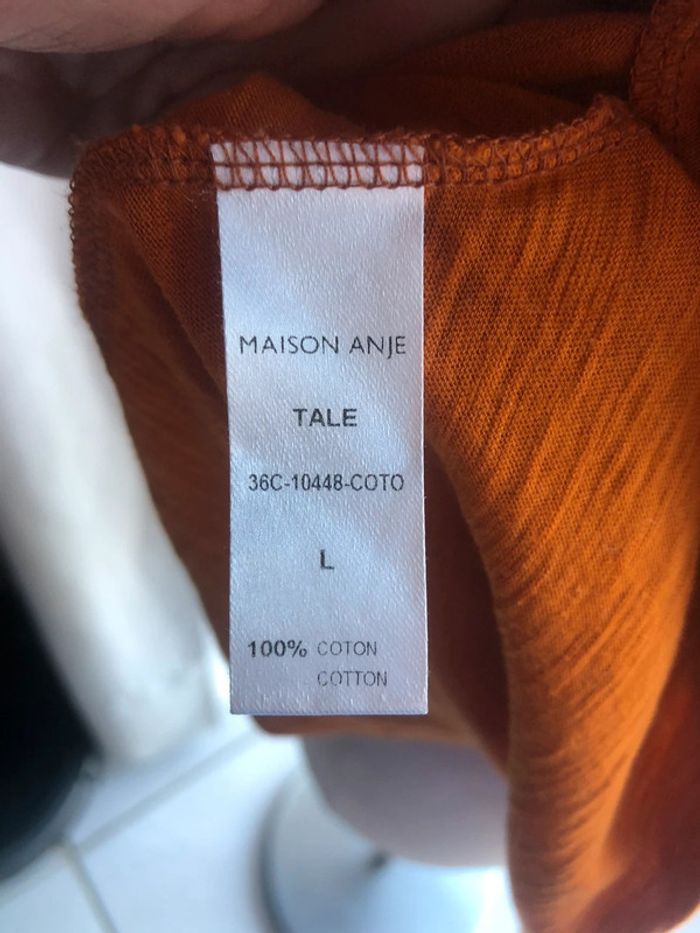 MAISON ANJE
TALE
36C-10448-COTO
L
100% COTON
COTTON